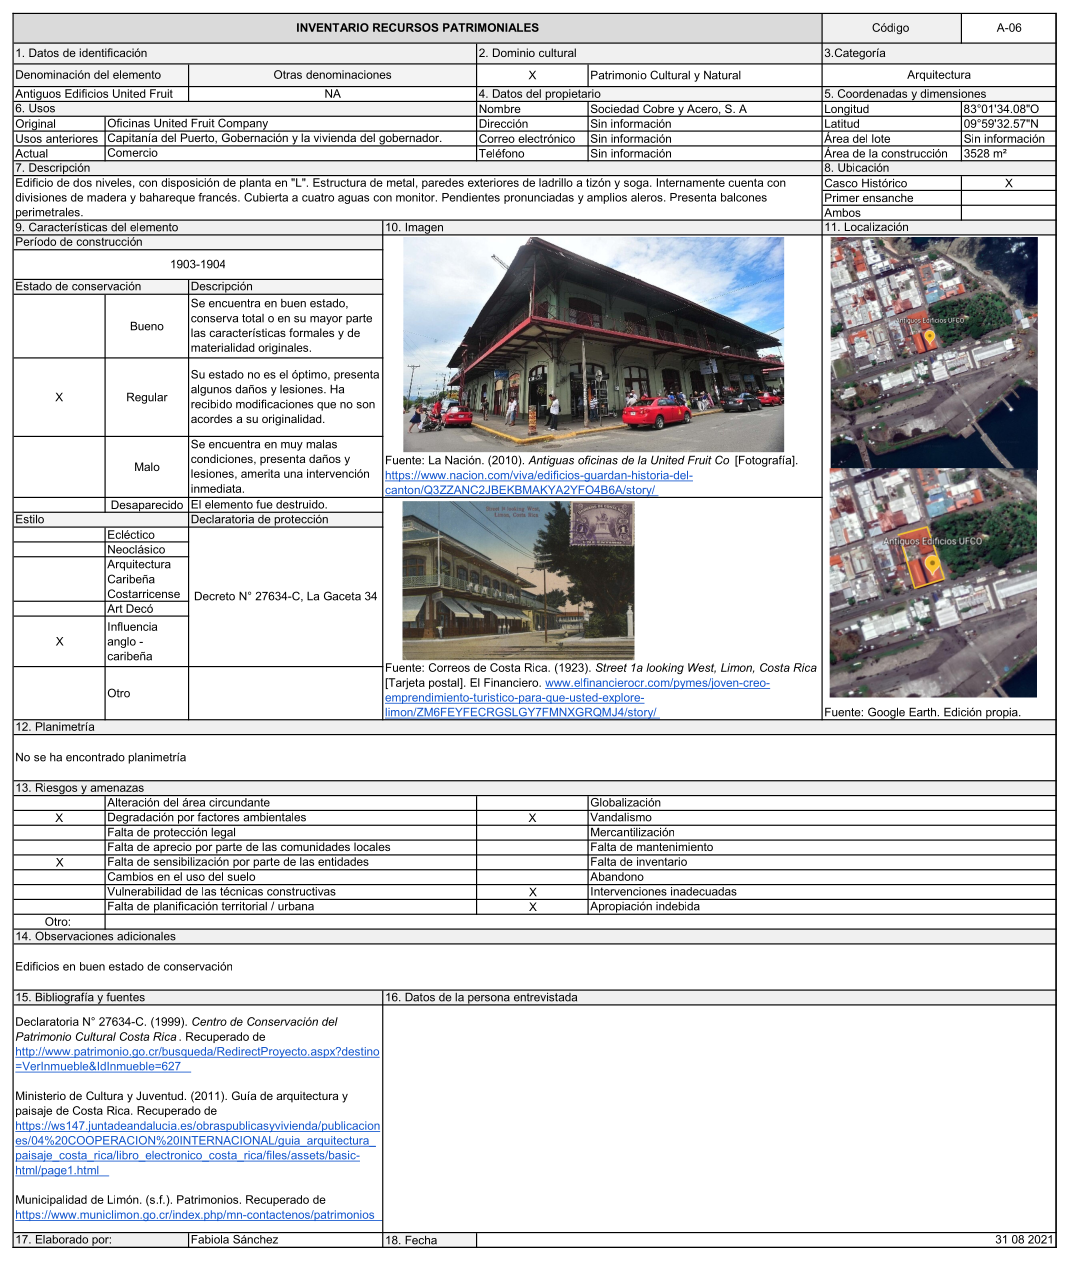 INVENTARIO RECURSOS PATRIMONIALES
Código
A-06
1. Datos de identificación
2. Dominio cultural
3.Categoría
Denominación del elemento
Otras denominaciones
X
Patrimonio Cultural y Natural
Arquitectura
Antiguos Edificios United Fruit
NA
4. Datos del propietario
5. Coordenadas y dimensiones
6. Usos
Nombre
Sociedad Cobre y Acero, S. A
Longitud
83°01'34.08"O
Original
Oficinas United Fruit Company
Dirección
Sin información
Latitud
09°59'32.57"N
Usos anteriores
Capitanía del Puerto, Gobernación y la vivienda del gobernador.
Correo electrónico
Sin información
Área del lote
Sin información
Actual
Comercio
Teléfono
Sin información
Área de la construcción
3528 m²
7. Descripción
8. Ubicación
Edificio de dos niveles, con disposición de planta en "L". Estructura de metal, paredes exteriores de ladrillo a tizón y soga. Internamente cuenta con
divisiones de madera y bahareque francés. Cubierta a cuatro aguas con monitor. Pendientes pronunciadas y amplios aleros. Presenta balcones
perimetrales.
Casco Histórico
X
Primer ensanche
Ambos
9. Características del elemento
10. Imagen
11. Localización
Período de construcción
1903-1904
Estado de conservación
Descripción
Bueno
Se encuentra en buen estado,
conserva total o en su mayor parte
las características formales y de
materialidad originales.
X
Regular
Su estado no es el óptimo, presenta
algunos daños y lesiones. Ha
recibido modificaciones que no son
acordes a su originalidad.
Malo
Se encuentra en muy malas
condiciones, presenta daños y
lesiones, amerita una intervención
inmediata.
Desaparecido
El elemento fue destruido.
Estilo
Declaratoria de protección
Ecléctico
Neoclásico
Arquitectura
Caribeña
Costarricense
Art Decó
X
Influencia
anglo -
caribeña
Otro
Decreto N° 27634-C, La Gaceta 34
Fuente: La Nación. (2010). Antiguas oficinas de la United Fruit Co [Fotografía].
https://www.nacion.com/viva/edificios-guardan-historia-del-
canton/Q3ZZANC2JBEKBMAKYA2YFO4B6A/story/
Street 1a looking West,
Limon, Costa Rica
Fuente: Correos de Costa Rica. (1923). Street 1a looking West, Limon, Costa Rica
[Tarjeta postal]. El Financiero. www.elfinancierocr.com/pymes/joven-creo-
emprendimiento-turistico-para-que-usted-explore-
limon/ZM6FEYFECRGSLGY7FMNXGRQMJ4/story/
Antiguos Edificios UFCO
Antiguos Edificios UFCO
Fuente: Google Earth. Edición propia.
12. Planimetría
No se ha encontrado planimetría
13. Riesgos y amenazas
Alteración del área circundante
Globalización
X
Degradación por factores ambientales
X
Vandalismo
Falta de protección legal
Mercantilización
Falta de aprecio por parte de las comunidades locales
Falta de mantenimiento
X
Falta de sensibilización por parte de las entidades
Falta de inventario
Cambios en el uso del suelo
Abandono
Vulnerabilidad de las técnicas constructivas
X
Intervenciones inadecuadas
Falta de planificación territorial / urbana
X
Apropiación indebida
Otro:
14. Observaciones adicionales
Edificios en buen estado de conservación
15. Bibliografía y fuentes
16. Datos de la persona entrevistada
Declaratoria N° 27634-C. (1999). Centro de Conservación del
Patrimonio Cultural Costa Rica . Recuperado de
http://www.patrimonio.go.cr/busqueda/RedirectProyecto.aspx?destino
=VerInmueble&IdInmueble=627
Ministerio de Cultura y Juventud. (2011). Guía de arquitectura y
paisaje de Costa Rica. Recuperado de
https://ws147.juntadeandalucia.es/obraspublicasyvivienda/publicacion
es/04%20COOPERACION%20INTERNACIONAL/guia_arquitectura_
paisaje_costa_rica/libro_electronico_costa_rica/files/assets/basic-
html/page1.html
Municipalidad de Limón. (s.f.). Patrimonios. Recuperado de
https://www.municlimon.go.cr/index.php/mn-contactenos/patrimonios
17. Elaborado por:
Fabiola Sánchez
18. Fecha
31 08 2021